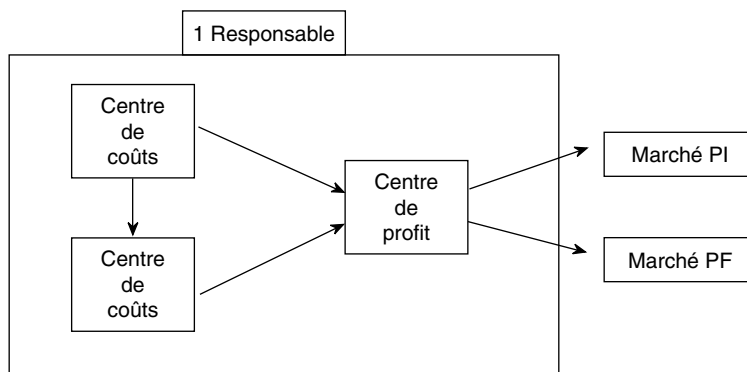 1 Responsable
Centre
de
coûts
Centre
de
profit
Marché PI
Centre
de
coûts
Marché PF